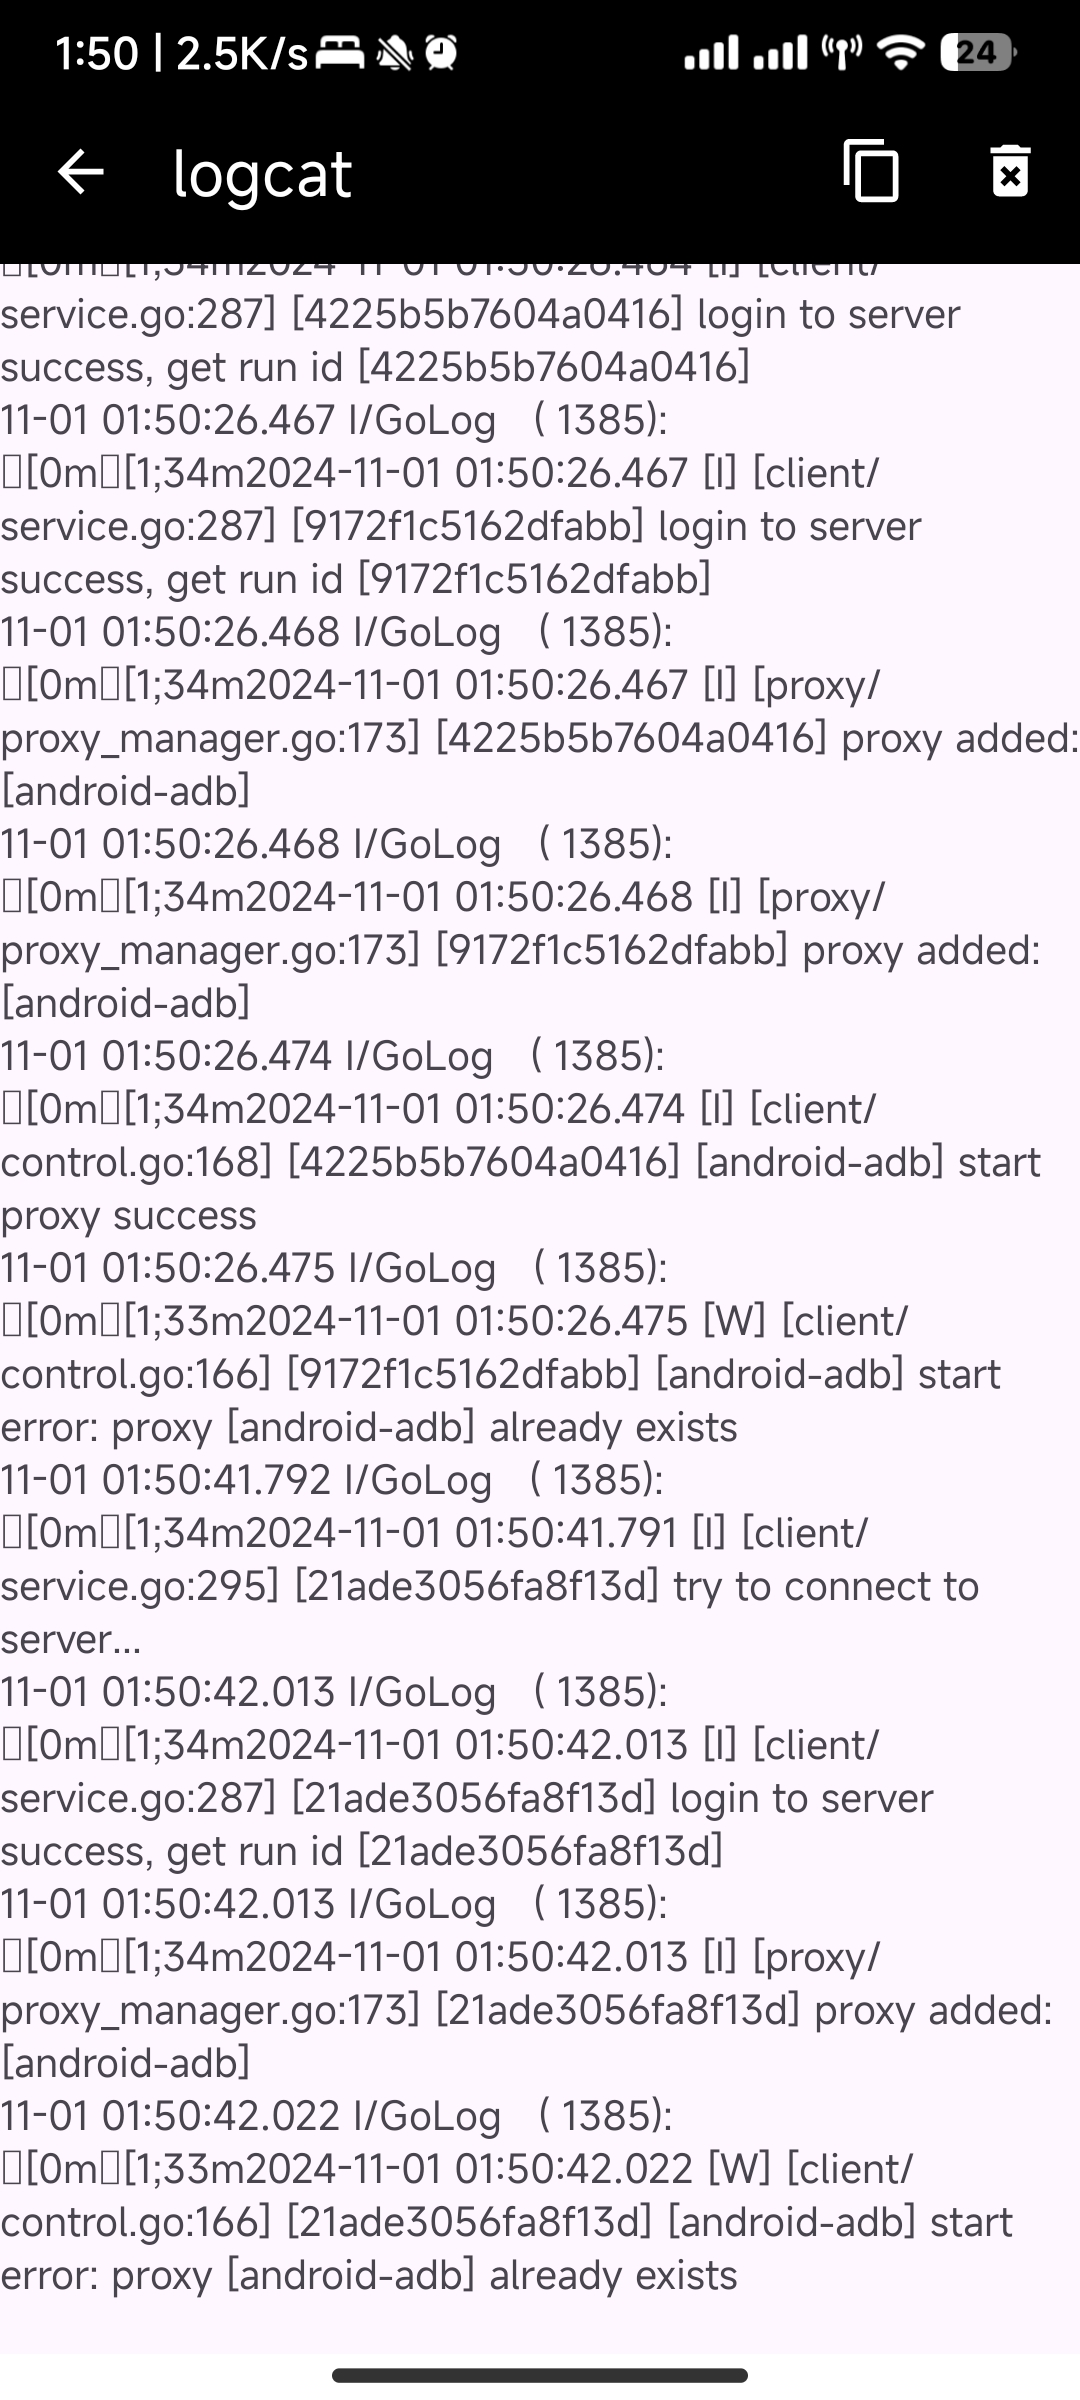 1:50 | 2.5K/s
24
logcat
▯[0m▯[1;34m2024-11-01 01:50:26.464 [I] [client/
service.go:287] [4225b5b7604a0416] login to server
success, get run id [4225b5b7604a0416]
11-01 01:50:26.467 I/GoLog   ( 1385):
▯[0m▯[1;34m2024-11-01 01:50:26.467 [I] [client/
service.go:287] [9172f1c5162dfabb] login to server
success, get run id [9172f1c5162dfabb]
11-01 01:50:26.468 I/GoLog   ( 1385):
▯[0m▯[1;34m2024-11-01 01:50:26.467 [I] [proxy/
proxy_manager.go:173] [4225b5b7604a0416] proxy added:
[android-adb]
11-01 01:50:26.468 I/GoLog   ( 1385):
▯[0m▯[1;34m2024-11-01 01:50:26.468 [I] [proxy/
proxy_manager.go:173] [9172f1c5162dfabb] proxy added:
[android-adb]
11-01 01:50:26.474 I/GoLog   ( 1385):
▯[0m▯[1;34m2024-11-01 01:50:26.474 [I] [client/
control.go:168] [4225b5b7604a0416] [android-adb] start
proxy success
11-01 01:50:26.475 I/GoLog   ( 1385):
▯[0m▯[1;33m2024-11-01 01:50:26.475 [W] [client/
control.go:166] [9172f1c5162dfabb] [android-adb] start
error: proxy [android-adb] already exists
11-01 01:50:41.792 I/GoLog   ( 1385):
▯[0m▯[1;34m2024-11-01 01:50:41.791 [I] [client/
service.go:295] [21ade3056fa8f13d] try to connect to
server...
11-01 01:50:42.013 I/GoLog   ( 1385):
▯[0m▯[1;34m2024-11-01 01:50:42.013 [I] [client/
service.go:287] [21ade3056fa8f13d] login to server
success, get run id [21ade3056fa8f13d]
11-01 01:50:42.013 I/GoLog   ( 1385):
▯[0m▯[1;34m2024-11-01 01:50:42.013 [I] [proxy/
proxy_manager.go:173] [21ade3056fa8f13d] proxy added:
[android-adb]
11-01 01:50:42.022 I/GoLog   ( 1385):
▯[0m▯[1;33m2024-11-01 01:50:42.022 [W] [client/
control.go:166] [21ade3056fa8f13d] [android-adb] start
error: proxy [android-adb] already exists